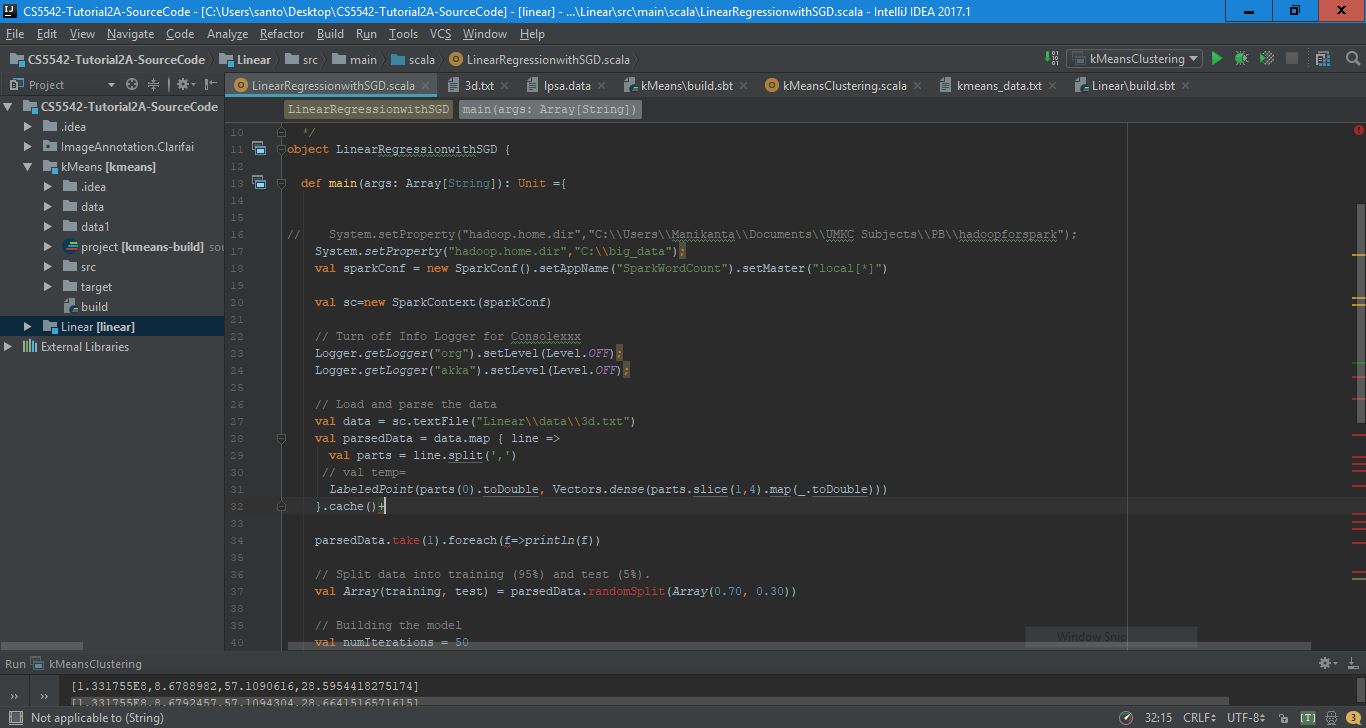 CS5542-Tutorial2A-SourceCode - [C:\Users\santo\Desktop\CS5542-Tutorial2A-SourceCode] - [linear] - ...\Linear\src\main\scala\LinearRegressionwithSGD.scala - IntelliJ IDEA 2017.1
File Edit View Navigate Code Analyze Refactor Build Run Tools VCS Window Help
CS5542-Tutorial2A-SourceCode Linear src main scala LinearRegressionwithSGD.scala kMeansClustering
Project LinearRegressionwithSGD.scala 3d.txt lpsa.data kMeans\build.sbt kMeansClustering.scala kmeans_data.txt Linear\build.sbt
CS5542-Tutorial2A-SourceCode
.idea
ImageAnnotation.Clarifai
kMeans [kmeans]
.idea
data
data1
project [kmeans-build] sou
src
target
build
Linear [linear]
External Libraries
LinearRegressionwithSGD main(args: Array[String])
10 */
11 object LinearRegressionwithSGD {
12
13 def main(args: Array[String]): Unit ={
14
15
16 // System.setProperty("hadoop.home.dir","C:\\Users\\Manikanta\\Documents\\UMKC Subjects\\PB\\hadoopforspark");
17 System.setProperty("hadoop.home.dir","C:\\big_data");
18 val sparkConf = new SparkConf().setAppName("SparkWordCount").setMaster("local[*]")
19
20 val sc=new SparkContext(sparkConf)
21
22 // Turn off Info Logger for Consolexxx
23 Logger.getLogger("org").setLevel(Level.OFF);
24 Logger.getLogger("akka").setLevel(Level.OFF);
25
26 // Load and parse the data
27 val data = sc.textFile("Linear\\data\\3d.txt")
28 val parsedData = data.map { line =>
29 val parts = line.split(',')
30 // val temp=
31 LabeledPoint(parts(0).toDouble, Vectors.dense(parts.slice(1,4).map(_.toDouble)))
32 }.cache()+
33
34 parsedData.take(1).foreach(f=>println(f))
35
36 // Split data into training (95%) and test (5%).
37 val Array(training, test) = parsedData.randomSplit(Array(0.70, 0.30))
38
39 // Building the model
40 val numIterations = 50
Window Snip
Run kMeansClustering
[1.331755E8,8.6788982,57.1090616,28.5954418275174]
[1.331755E8,8.6792457,57.1094304,28.6641516571615]
Not applicable to (String) 32:15 CRLF UTF-8 [T] 3